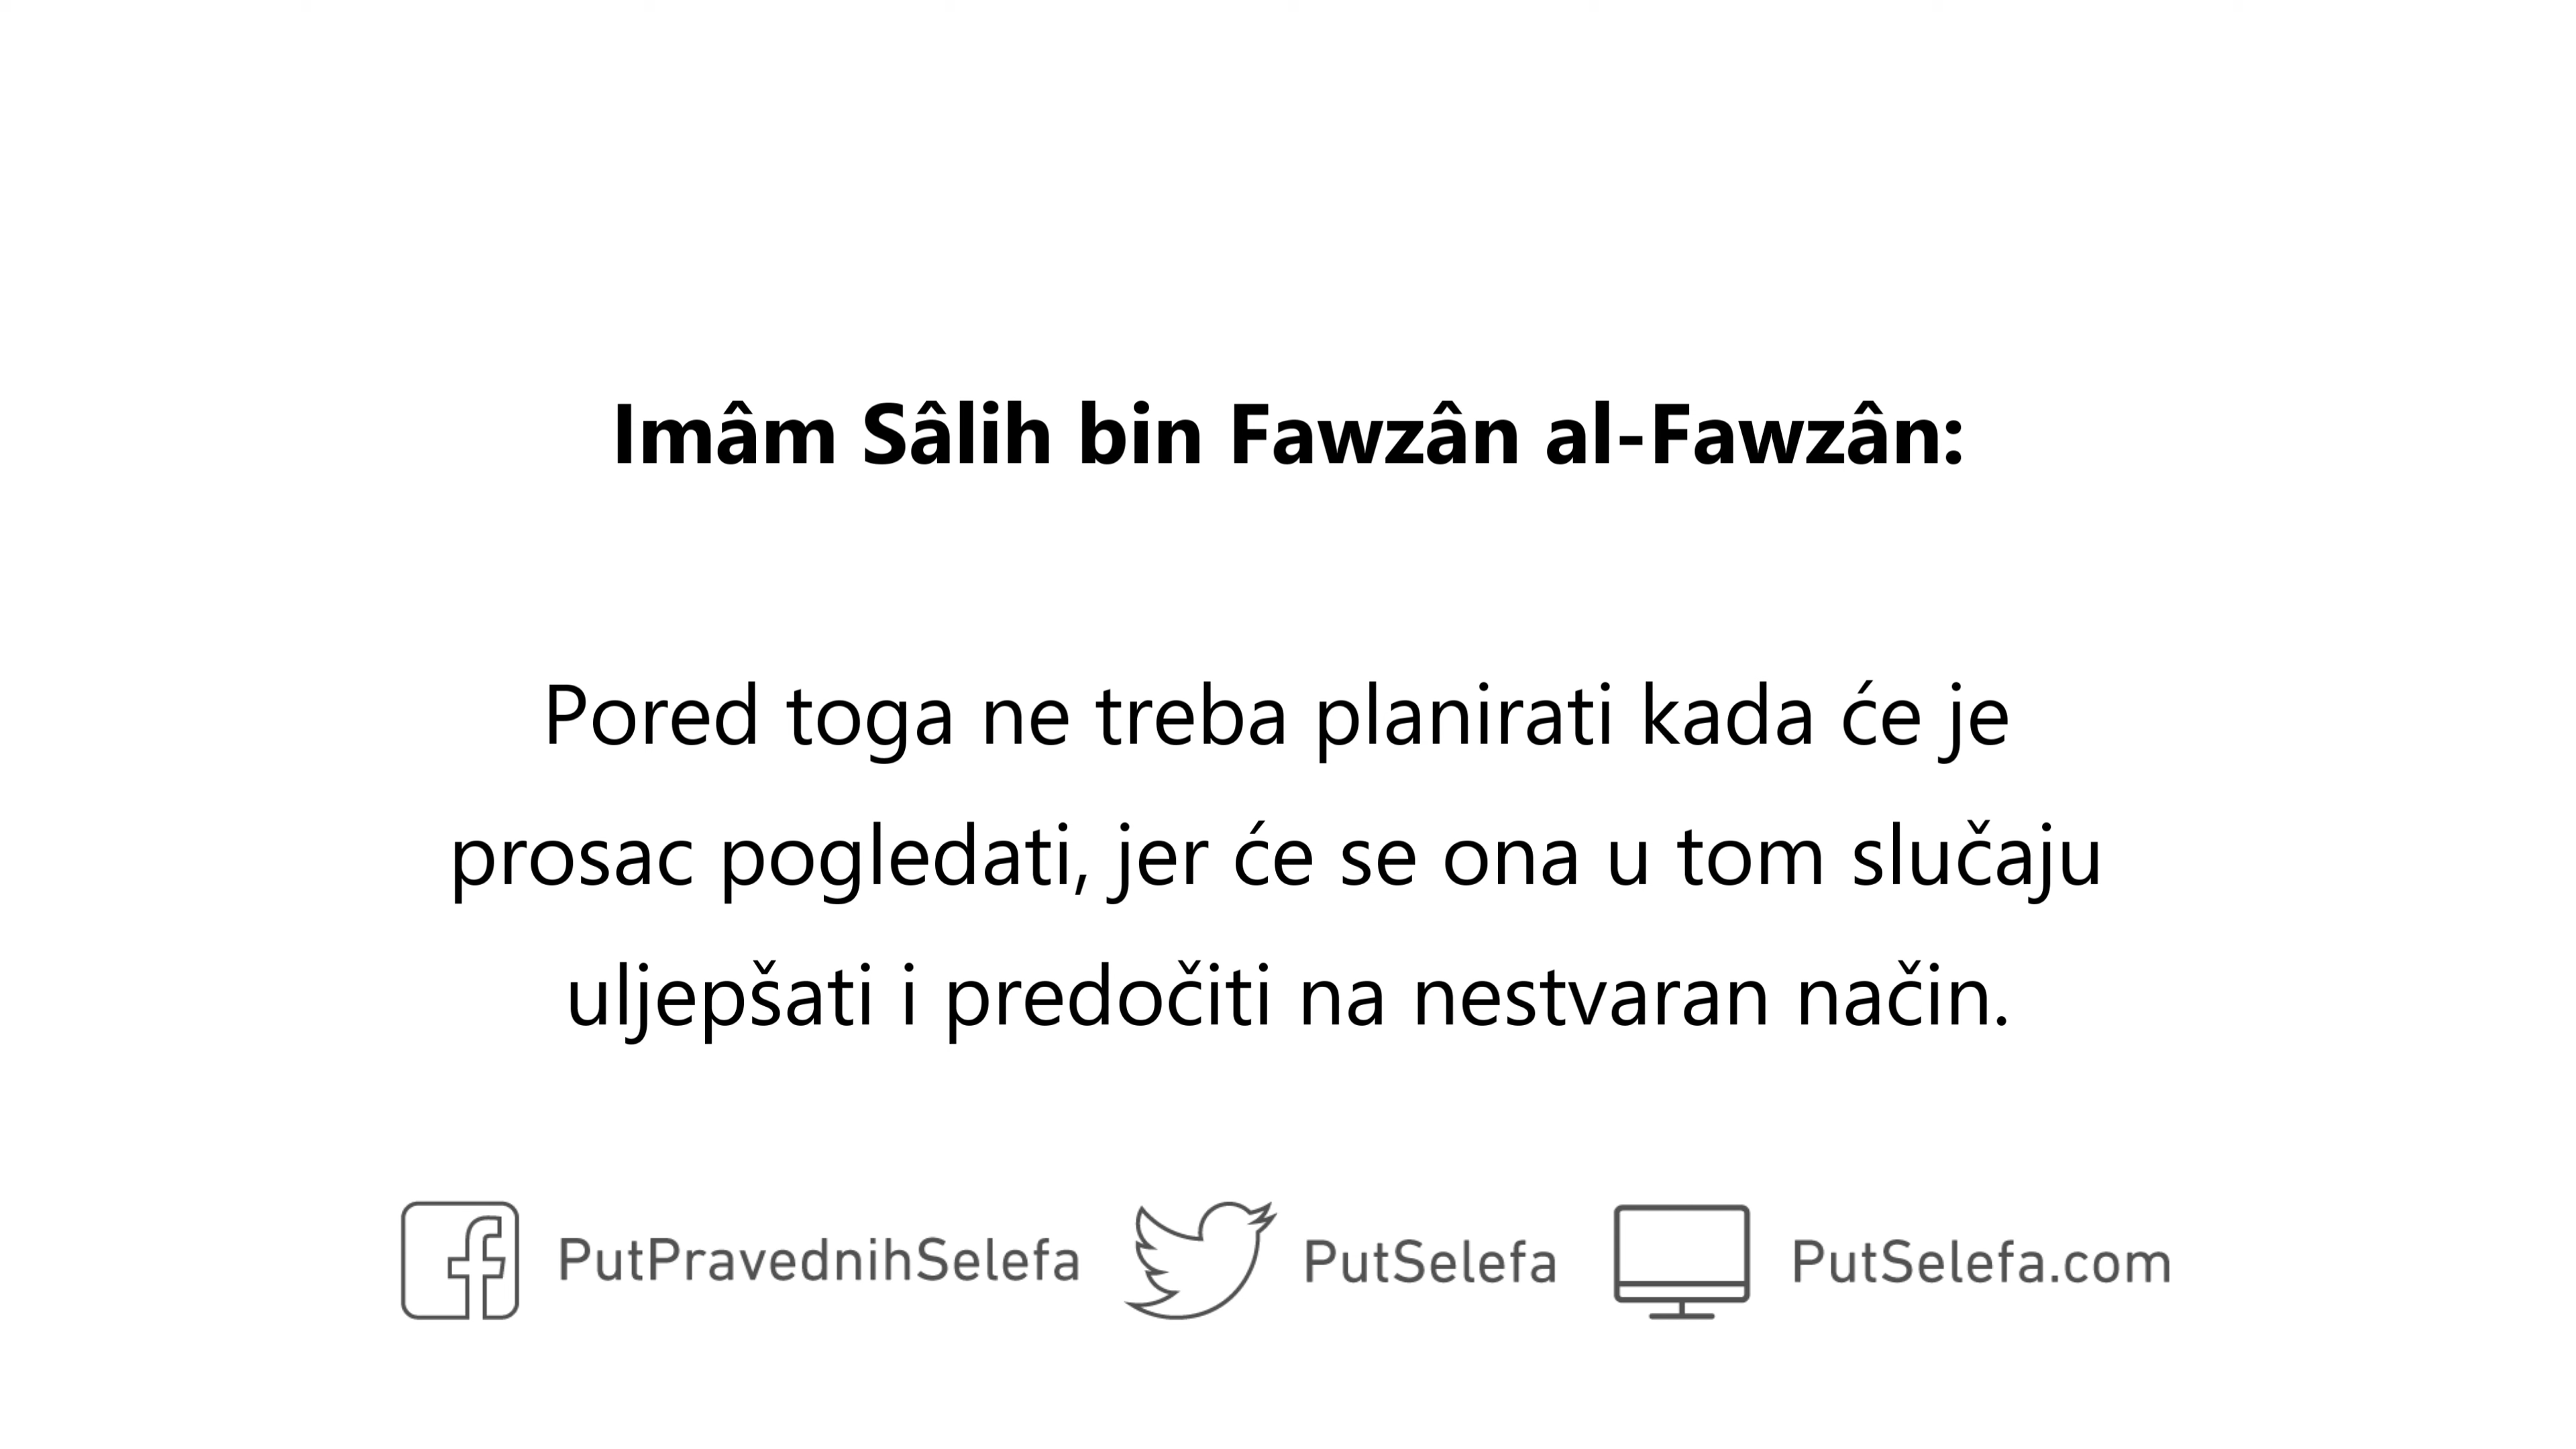 Imâm Sâlih bin Fawzân al-Fawzân:
Pored toga ne treba planirati kada će je
prosac pogledati, jer će se ona u tom slučaju
uljepšati i predočiti na nestvaran način.
PutPravednihSelefa PutSelefa PutSelefa.com